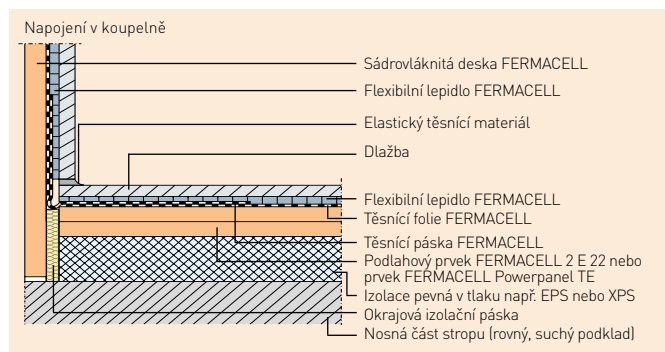 Napojení v koupelně
Sádrovláknitá deska FERMACELL
Flexibilní lepidlo FERMACELL
Elastický těsnící materiál
Dlažba
Flexibilní lepidlo FERMACELL
Těsnící folie FERMACELL
Těsnící páska FERMACELL
Podlahový prvek FERMACELL 2 E 22 nebo
prvek FERMACELL Powerpanel TE
Izolace pevná v tlaku např. EPS nebo XPS
Okrajová izolační páska
Nosná část stropu (rovný, suchý podklad)